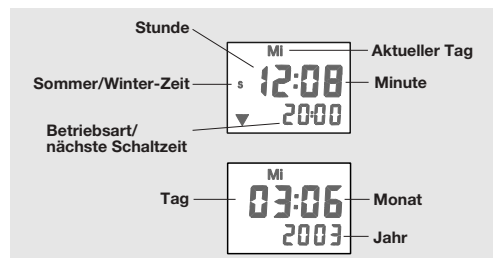 Stunde
Mi
Aktueller Tag
Sommer/Winter-Zeit
s
12:08
Minute
Betriebsart/
nächste Schaltzeit
20:00
Mi
Tag
03:06
Monat
2003
Jahr